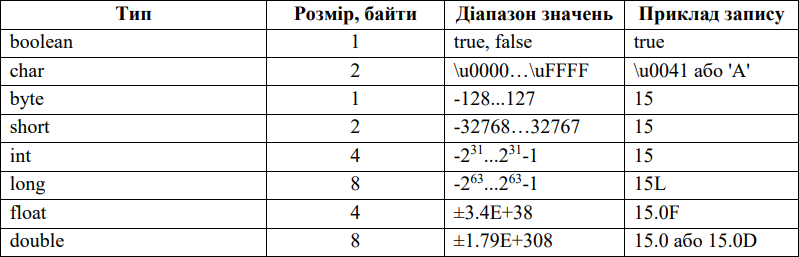 Тип Розмір, байти Діапазон значень Приклад запису
boolean 1 true, false true
char 2 \u0000…\uFFFF \u0041 або 'A'
byte 1 -128...127 15
short 2 -32768…32767 15
int 4 -2³¹...2³¹-1 15
long 8 -2⁶³...2⁶³-1 15L
float 4 ±3.4E+38 15.0F
double 8 ±1.79E+308 15.0 або 15.0D